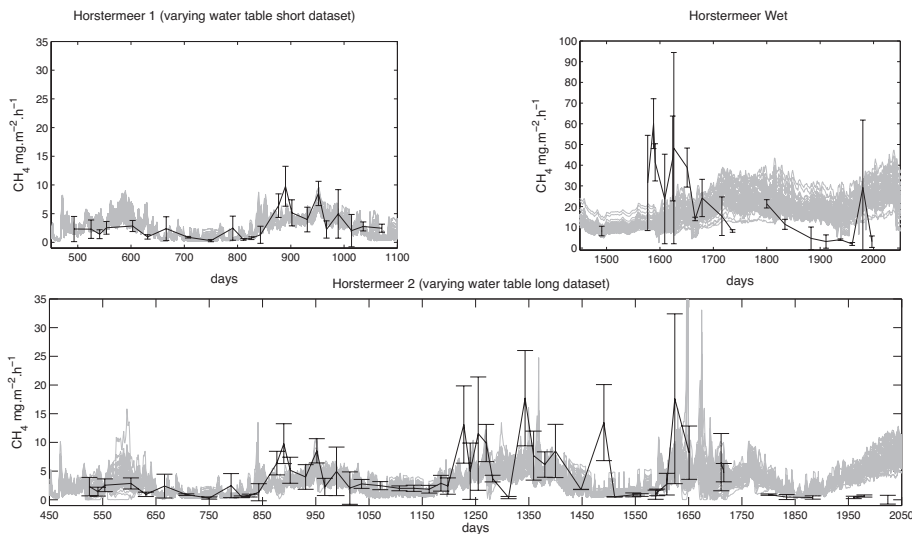 Horstermeer 1 (varying water table short dataset)
35
30
25
20
15
10
5
0
CH4 mg.m−2.h−1
500 600 700 800 900 1000 1100
days
Horstermeer Wet
100
90
80
70
60
50
40
30
20
10
0
CH4 mg.m−2.h−1
1500 1600 1700 1800 1900 2000
days
Horstermeer 2 (varying water table long dataset)
35
30
25
20
15
10
5
0
CH4 mg.m−2.h−1
450 550 650 750 850 950 1050 1150 1250 1350 1450 1550 1650 1750 1850 1950 2050
days